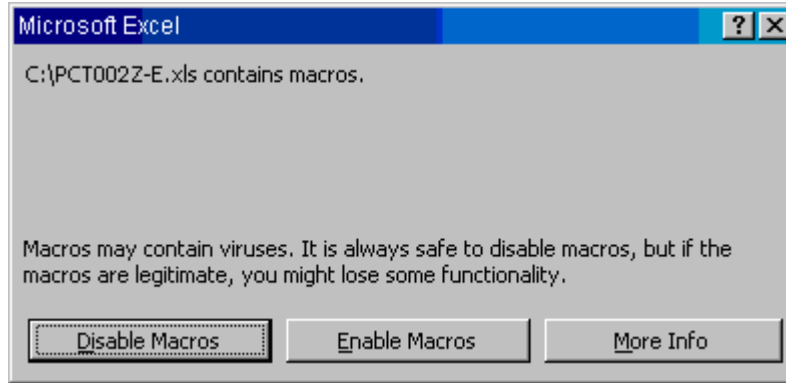 Microsoft Excel
C:\PCT002Z-E.xls contains macros.
Macros may contain viruses. It is always safe to disable macros, but if the
macros are legitimate, you might lose some functionality.
Disable Macros Enable Macros More Info